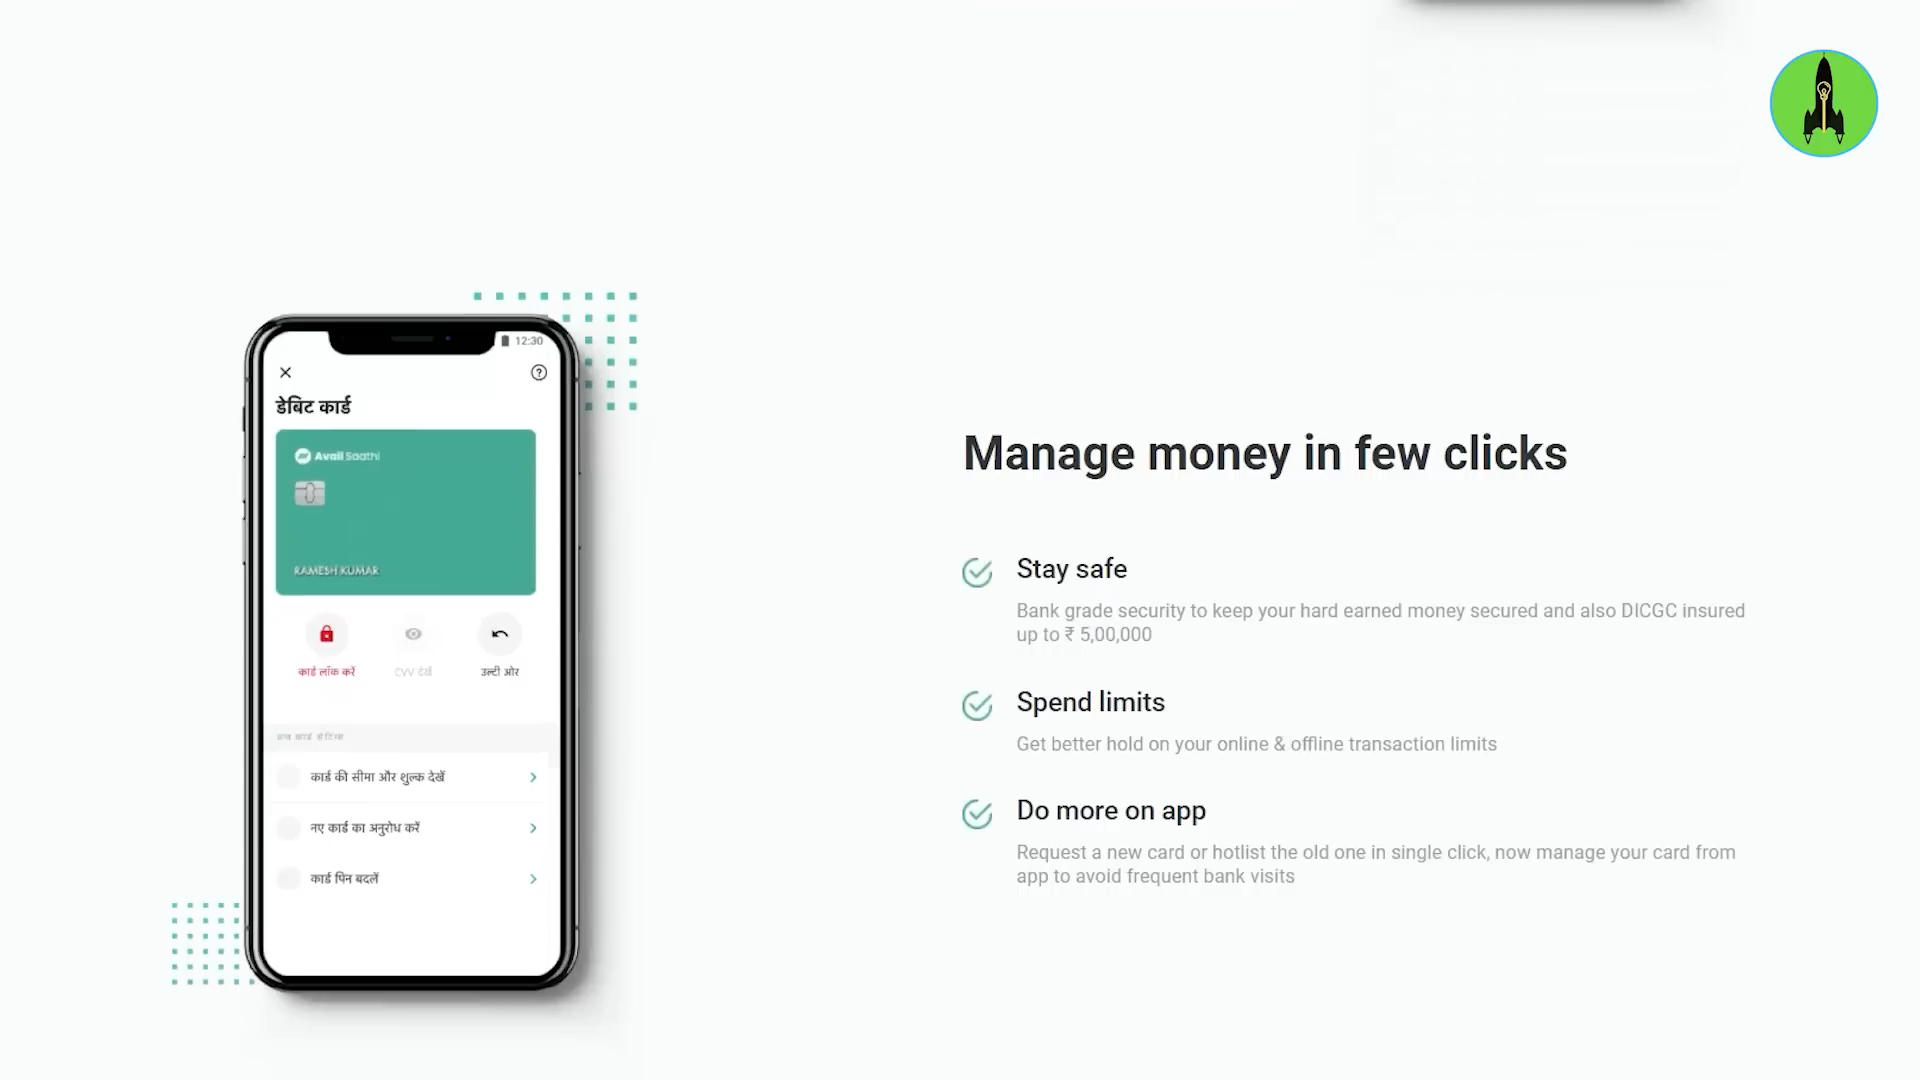 12:30
डेबिट कार्ड
Avail Saathi
RAMESH KUMAR
कार्ड लॉक करें
CVV देखें
उल्टी ओर
कार्ड की सीमा और शुल्क देखें
नए कार्ड का अनुरोध करें
कार्ड पिन बदलें
Manage money in few clicks
Stay safe
Bank grade security to keep your hard earned money secured and also DICGC insured
up to ₹ 5,00,000
Spend limits
Get better hold on your online & offline transaction limits
Do more on app
Request a new card or hotlist the old one in single click, now manage your card from
app to avoid frequent bank visits